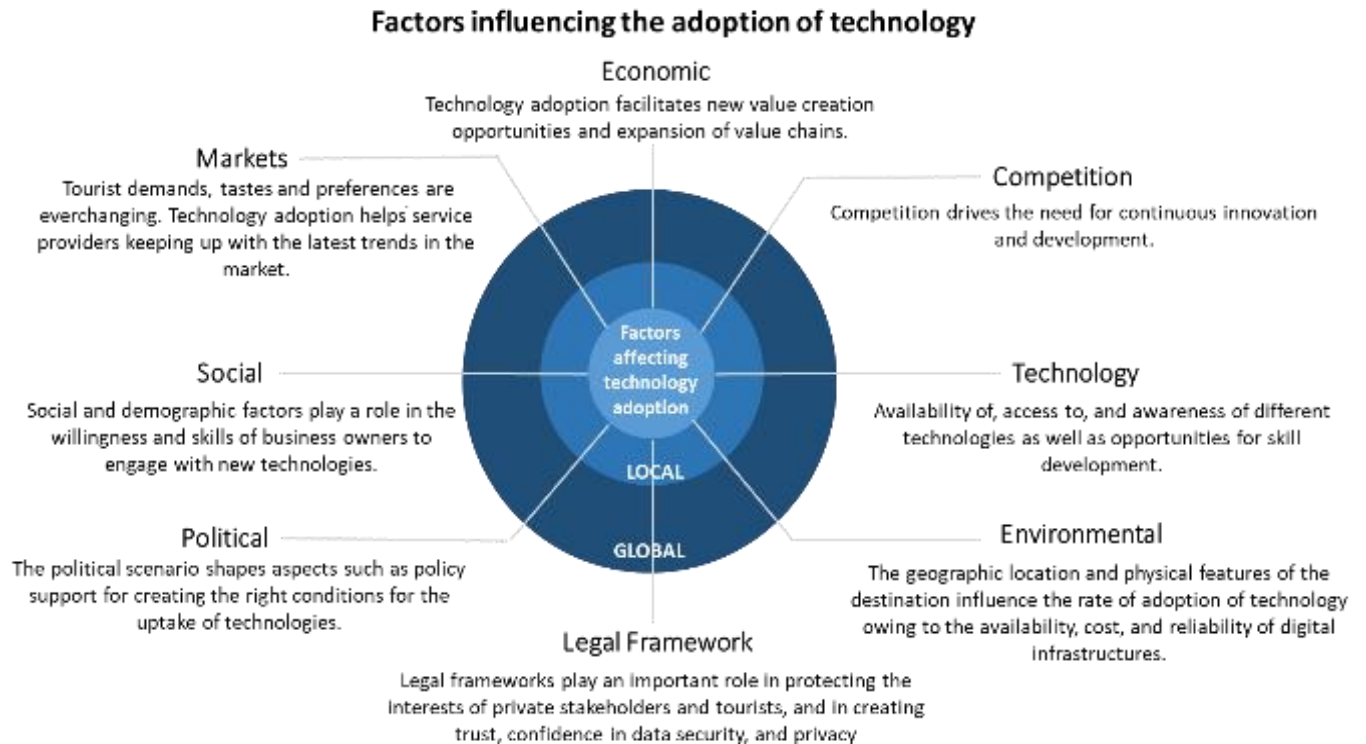 Factors influencing the adoption of technology
Economic
Technology adoption facilitates new value creation
opportunities and expansion of value chains.
Markets
Tourist demands, tastes and preferences are
everchanging. Technology adoption helps service
providers keeping up with the latest trends in the
market.
Competition
Competition drives the need for continuous innovation
and development.
Factors
affecting
technology
adoption
Social
Social and demographic factors play a role in the
willingness and skills of business owners to
engage with new technologies.
Technology
Availability of, access to, and awareness of different
technologies as well as opportunities for skill
development.
LOCAL
GLOBAL
Political
The political scenario shapes aspects such as policy
support for creating the right conditions for the
uptake of technologies.
Environmental
The geographic location and physical features of the
destination influence the rate of adoption of technology
owing to the availability, cost, and reliability of digital
infrastructures.
Legal Framework
Legal frameworks play an important role in protecting the
interests of private stakeholders and tourists, and in creating
trust, confidence in data security, and privacy